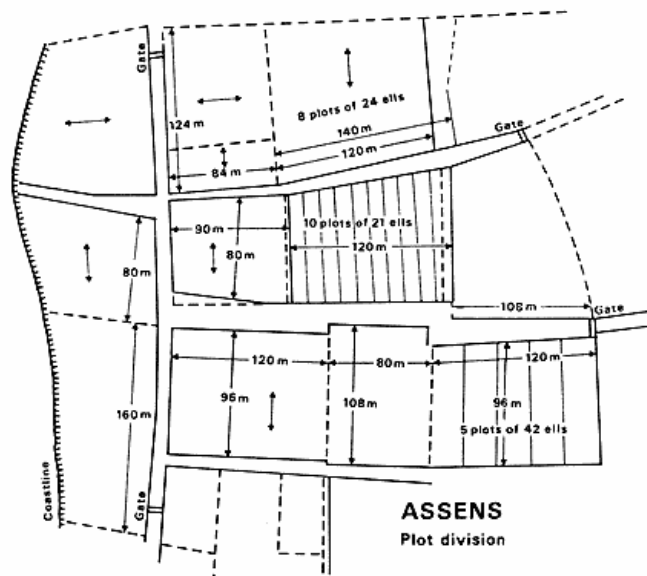 Gate
124 m
8 plots of 24 ells
140 m
120 m
84 m
Gate
90 m
80 m
10 plots of 21 ells
120 m
80 m
108 m
Gate
120 m
80 m
120 m
96 m
108 m
96 m
5 plots of 42 ells
160 m
Coastline
Gate
ASSENS
Plot division